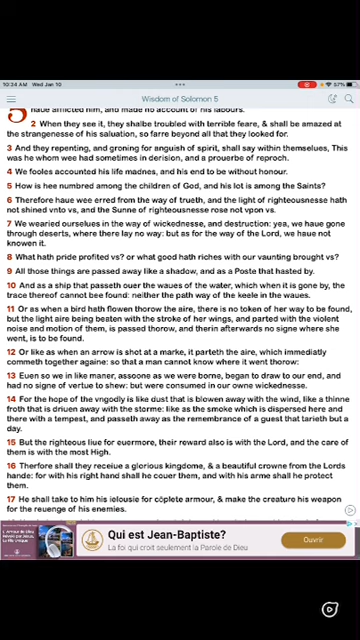 10:34 AM Wed Jan 10
57%
Wisdom of Solomon 5
5 haue afflicted him, and made no account of his labours.
2 When they see it, they shalbe troubled with terrible feare, & shall be amazed at
the strangenesse of his saluation, so farre beyond all that they looked for.
3 And they repenting, and groning for anguish of spirit, shall say within themselues,
This was he whom wee had sometimes in derision, and a prouerbe of reproch.
4 We fooles accounted his life madnes, and his end to be without honour.
5 How is hee numbred among the children of God, and his lot is among the Saints?
6 Therefore haue wee erred from the way of trueth, and the light of righteousnesse hath
not shined vnto vs, and the Sunne of righteousnesse rose not vpon vs.
7 We wearied ourselues in the way of wickednesse, and destruction: yea, we haue gone
through deserts, where there lay no way: but as for the way of the Lord, we haue not
knowen it.
8 What hath pride profited vs? or what good hath riches with our vaunting brought vs?
9 All those things are passed away like a shadow, and as a Poste that hasted by.
10 And as a ship that passeth ouer the waues of the water, which when it is gone by, the
trace thereof cannot bee found: neither the path way of the keele in the waues.
11 Or as when a bird hath flowen thorow the aire, there is no token of her way to be found,
but the light aire being beaten with the stroke of her wings, and parted with the violent
noise and motion of them, is passed thorow, and therin afterwards no signe where she
went, is to be found.
12 Or like as when an arrow is shot at a marke, it parteth the aire, which immediatly
commeth together againe: so that a man cannot know where it went thorow:
13 Euen so we in like maner, assoone as we were borne, began to draw to our end, and
had no signe of vertue to shew: but were consumed in our owne wickednesse.
14 For the hope of the vngodly is like dust that is blowen away with the wind, like a thinne
froth that is driuen away with the storme: like as the smoke which is dispersed here and
there with a tempest, and passeth away as the remembrance of a guest that tarieth but a
day.
15 But the righteous liue for euermore, their reward also is with the Lord, and the care of
them is with the most High.
16 Therfore shall they receiue a glorious kingdome, & a beautiful crowne from the Lords
hande: for with his right hand shall he couer them, and with his arme shall he protect
them.
17 He shall take to him his ielousie for cōplete armour, & make the creature his weapon
for the reuenge of his enemies.
Qui est Jean-Baptiste?
La foi qui croit seulement la Parole de Dieu
Ouvrir